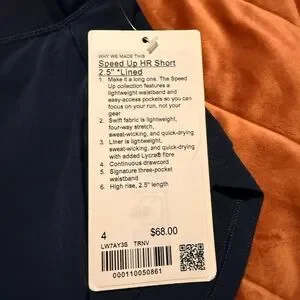 WHY WE MADE THIS
Speed Up HR Short
2.5" *Lined
1. Make it a long one. The Speed
Up collection features a
lightweight waistband and
easy-access pockets so you can
focus on your run, not your
gear
2. Swift fabric is lightweight,
four-way stretch,
sweat-wicking, and quick-drying
3. Liner is lightweight,
sweat-wicking, and quick-drying
with added Lycra® fibre
4. Continuous drawcord
5. Signature three-pocket
waistband
6. High rise, 2.5" length
4 $68.00
LW7AY3S TRNV
000110050861